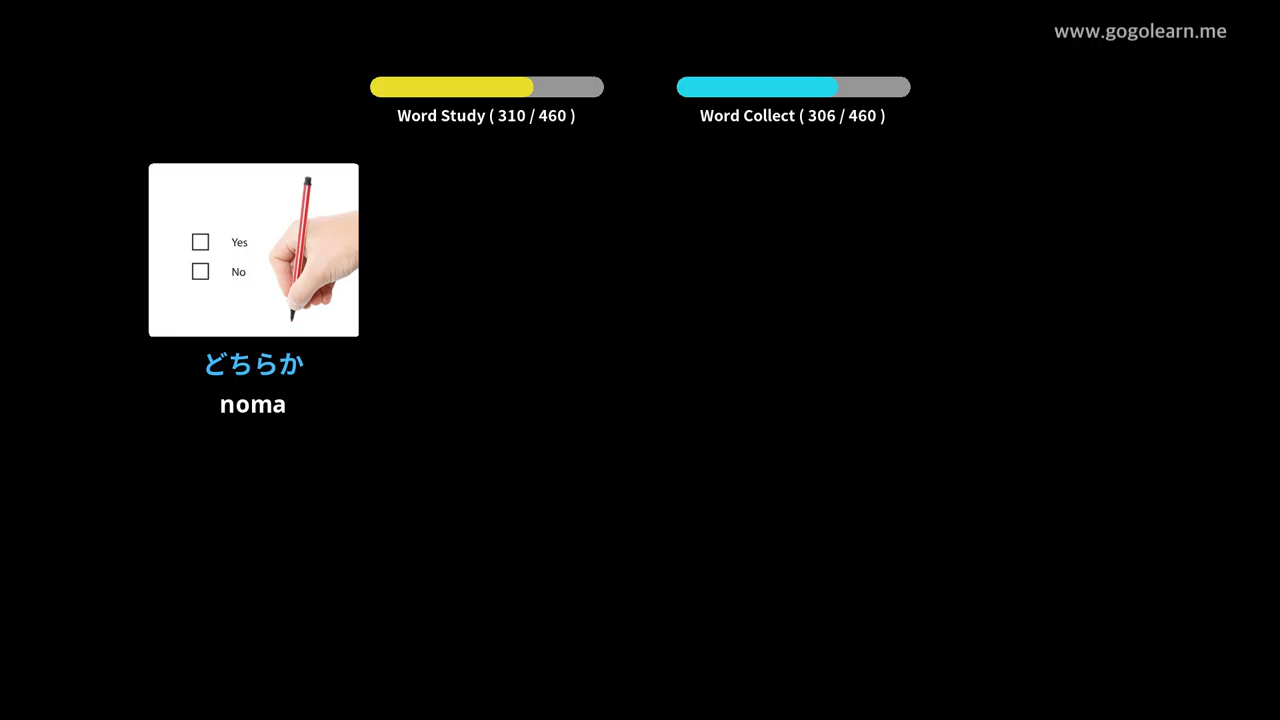 www.gogolearn.me
Word Study ( 310 / 460 )
Word Collect ( 306 / 460 )
Yes
No
どちらか
noma